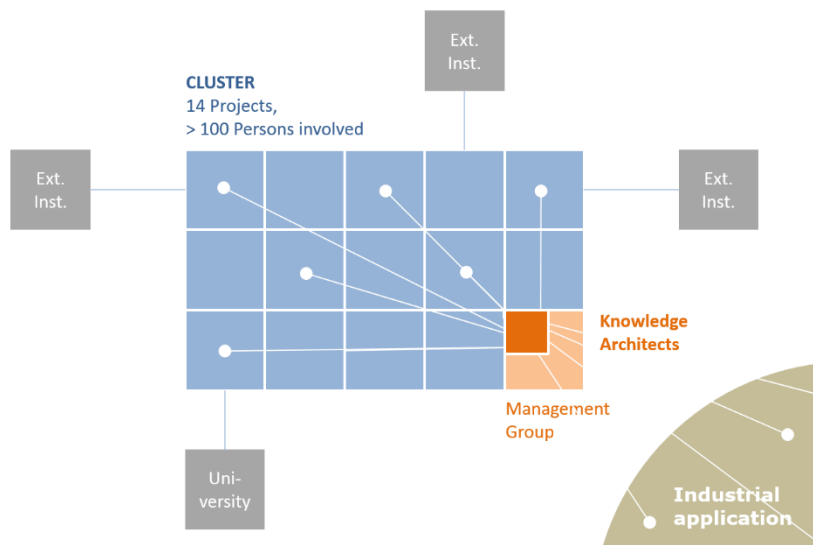 Ext.
Inst.
CLUSTER
14 Projects,
> 100 Persons involved
Ext.
Inst.
Ext.
Inst.
Knowledge
Architects
Management
Group
Uni-
versity
Industrial
application